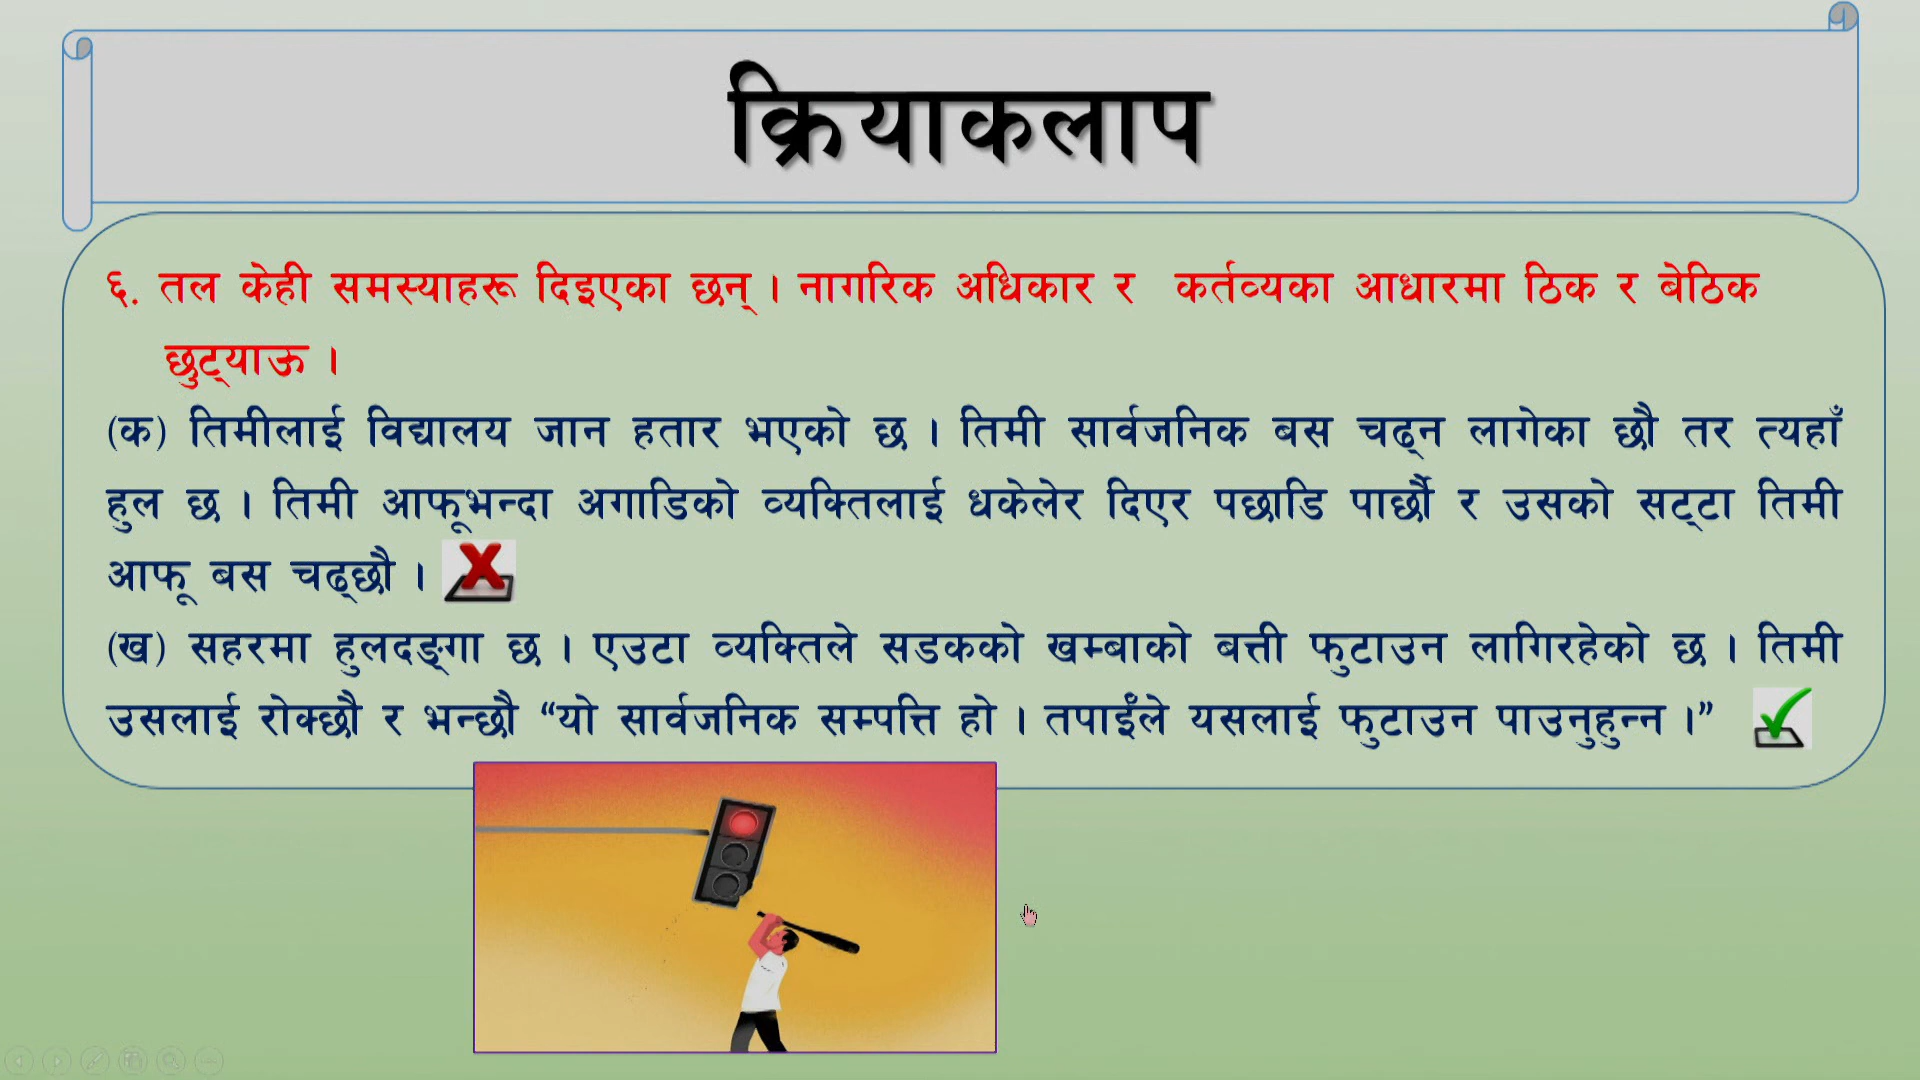 क्रियाकलाप
६. तल केही समस्याहरू दिइएका छन् । नागरिक अधिकार र कर्तव्यका आधारमा ठिक र बेठिक
छुट्याऊ ।
(क) तिमीलाई विद्यालय जान हतार भएको छ । तिमी सार्वजनिक बस चढ्न लागेका छौ तर त्यहाँ
हुल छ । तिमी आफूभन्दा अगाडिको व्यक्तिलाई धकेलेर दिएर पछाडि पार्छौ र उसको सट्टा तिमी
आफू बस चढ्छौ ।
(ख) सहरमा हुलदङ्गा छ । एउटा व्यक्तिले सडकको खम्बाको बत्ती फुटाउन लागिरहेको छ । तिमी
उसलाई रोक्छौ र भन्छौ “यो सार्वजनिक सम्पत्ति हो । तपाईंले यसलाई फुटाउन पाउनुहुन्न ।”